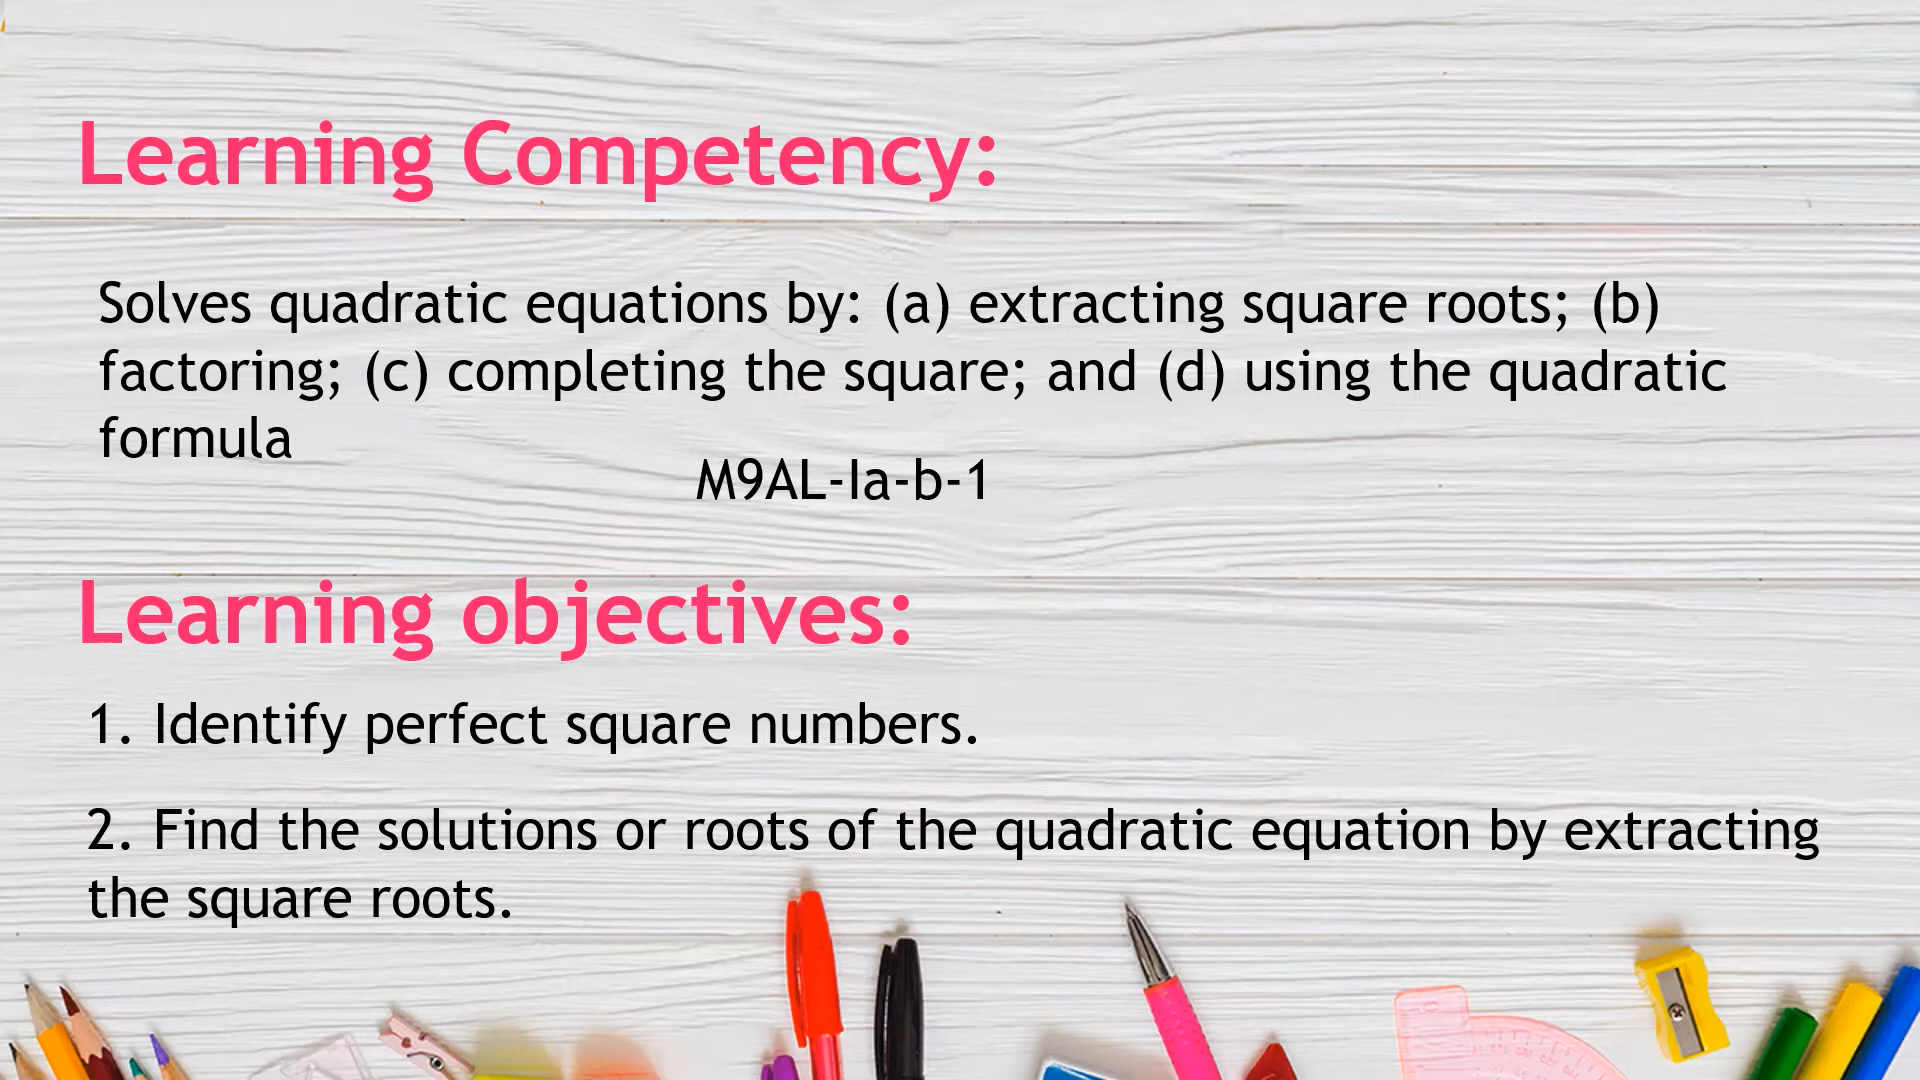 Learning Competency:
Solves quadratic equations by: (a) extracting square roots; (b)
factoring; (c) completing the square; and (d) using the quadratic
formula
M9AL-Ia-b-1
Learning objectives:
1. Identify perfect square numbers.
2. Find the solutions or roots of the quadratic equation by extracting
the square roots.